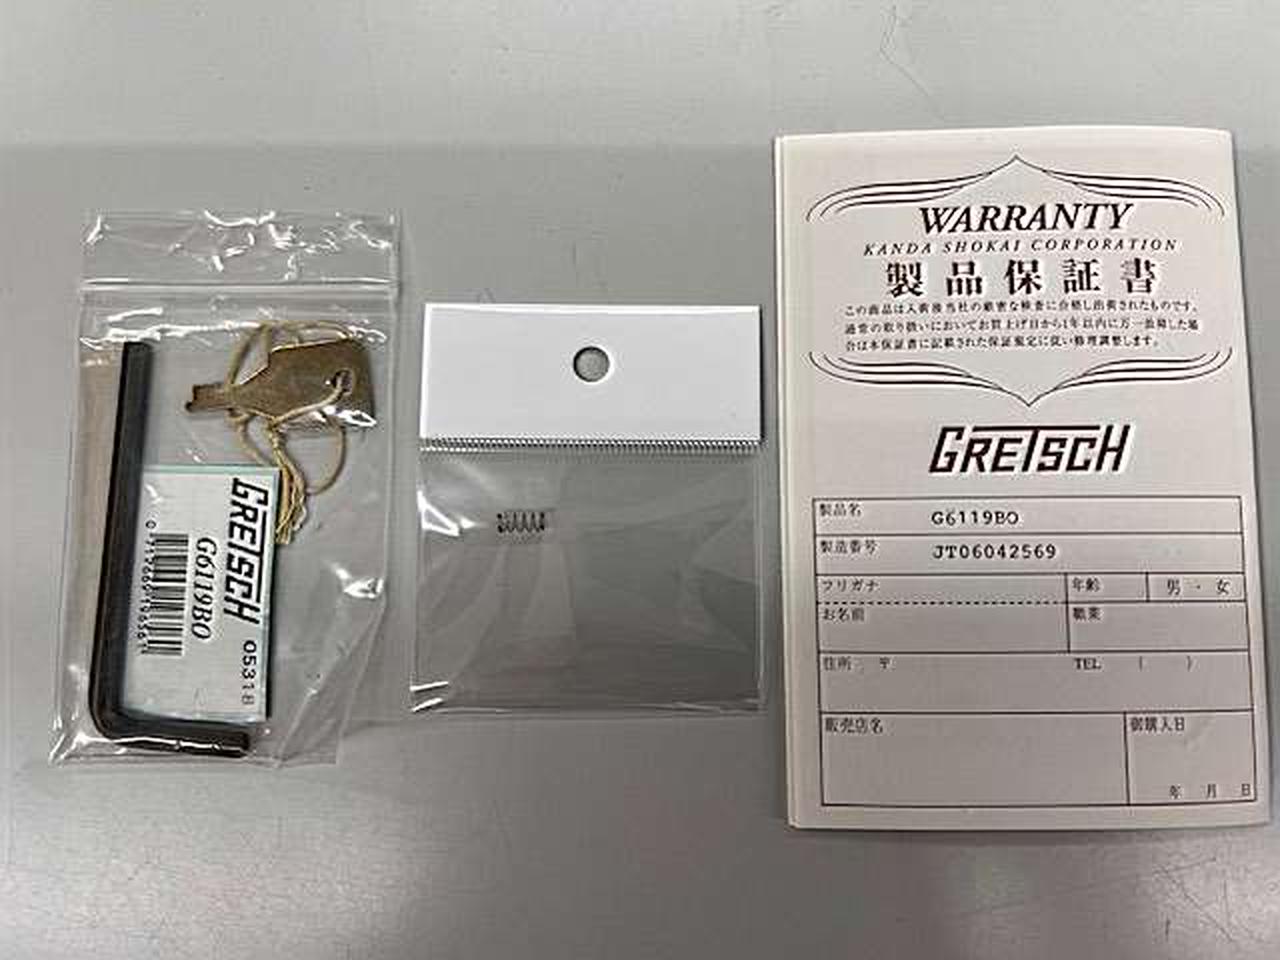 GRETSCH
G6119BO
0531B
WARRANTY
KANDA SHOKAI CORPORATION
製品保証書
この商品は入荷後当社の厳密な検査に合格し出荷されたものです。
通常の取り扱いにおいてお買上げ日から1年以内に万一故障した場
合は本保証書に記載された保証規定に従い修理調整します。
GRETSCH
製品名 G6119BO
製造番号 JT06042569
フリガナ 年齢 男・女
お名前 職業
住所 〒 TEL ( )
販売店名 御購入日
年 月 日